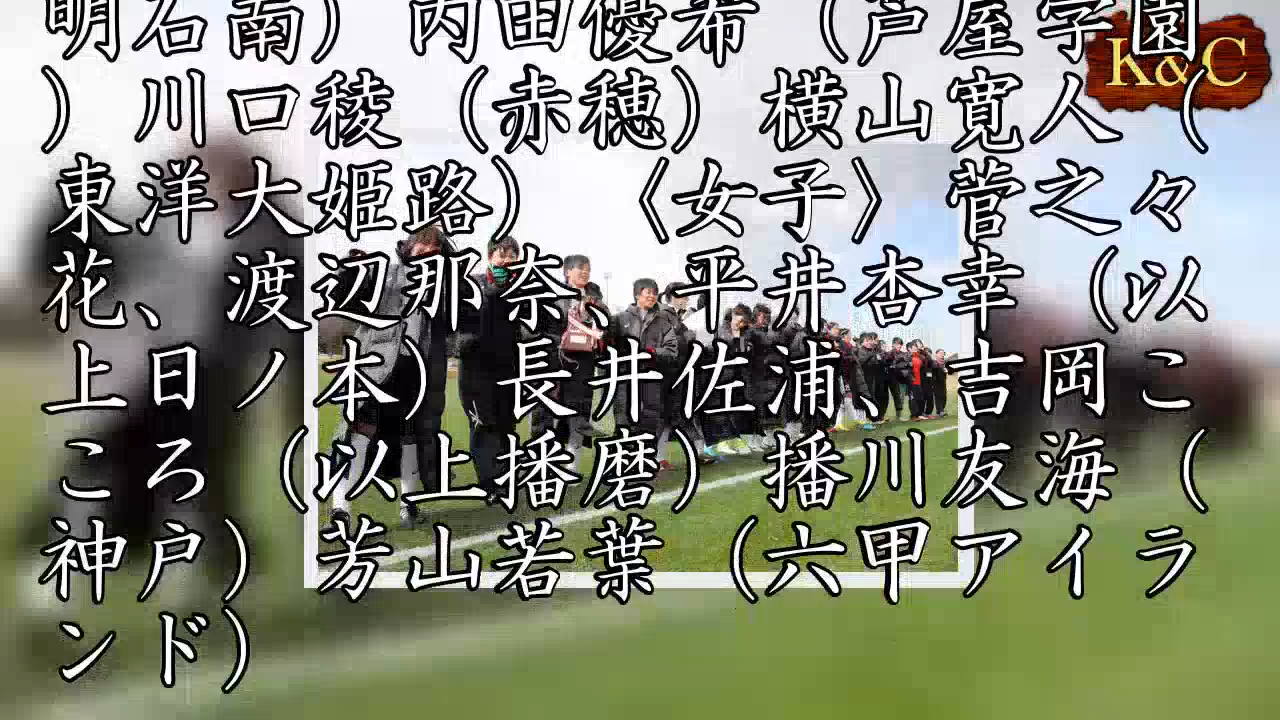 明石南）内田優希（芦屋学園
）川口稜（赤穂）横山寛人（
東洋大姫路）〈女子〉菅之々
花、渡辺那奈、平井杏幸（以
上日ノ本）長井佐浦、吉岡こ
ころ（以上播磨）播川友海（
神戸）芳山若葉（六甲アイラ
ンド）
K&C